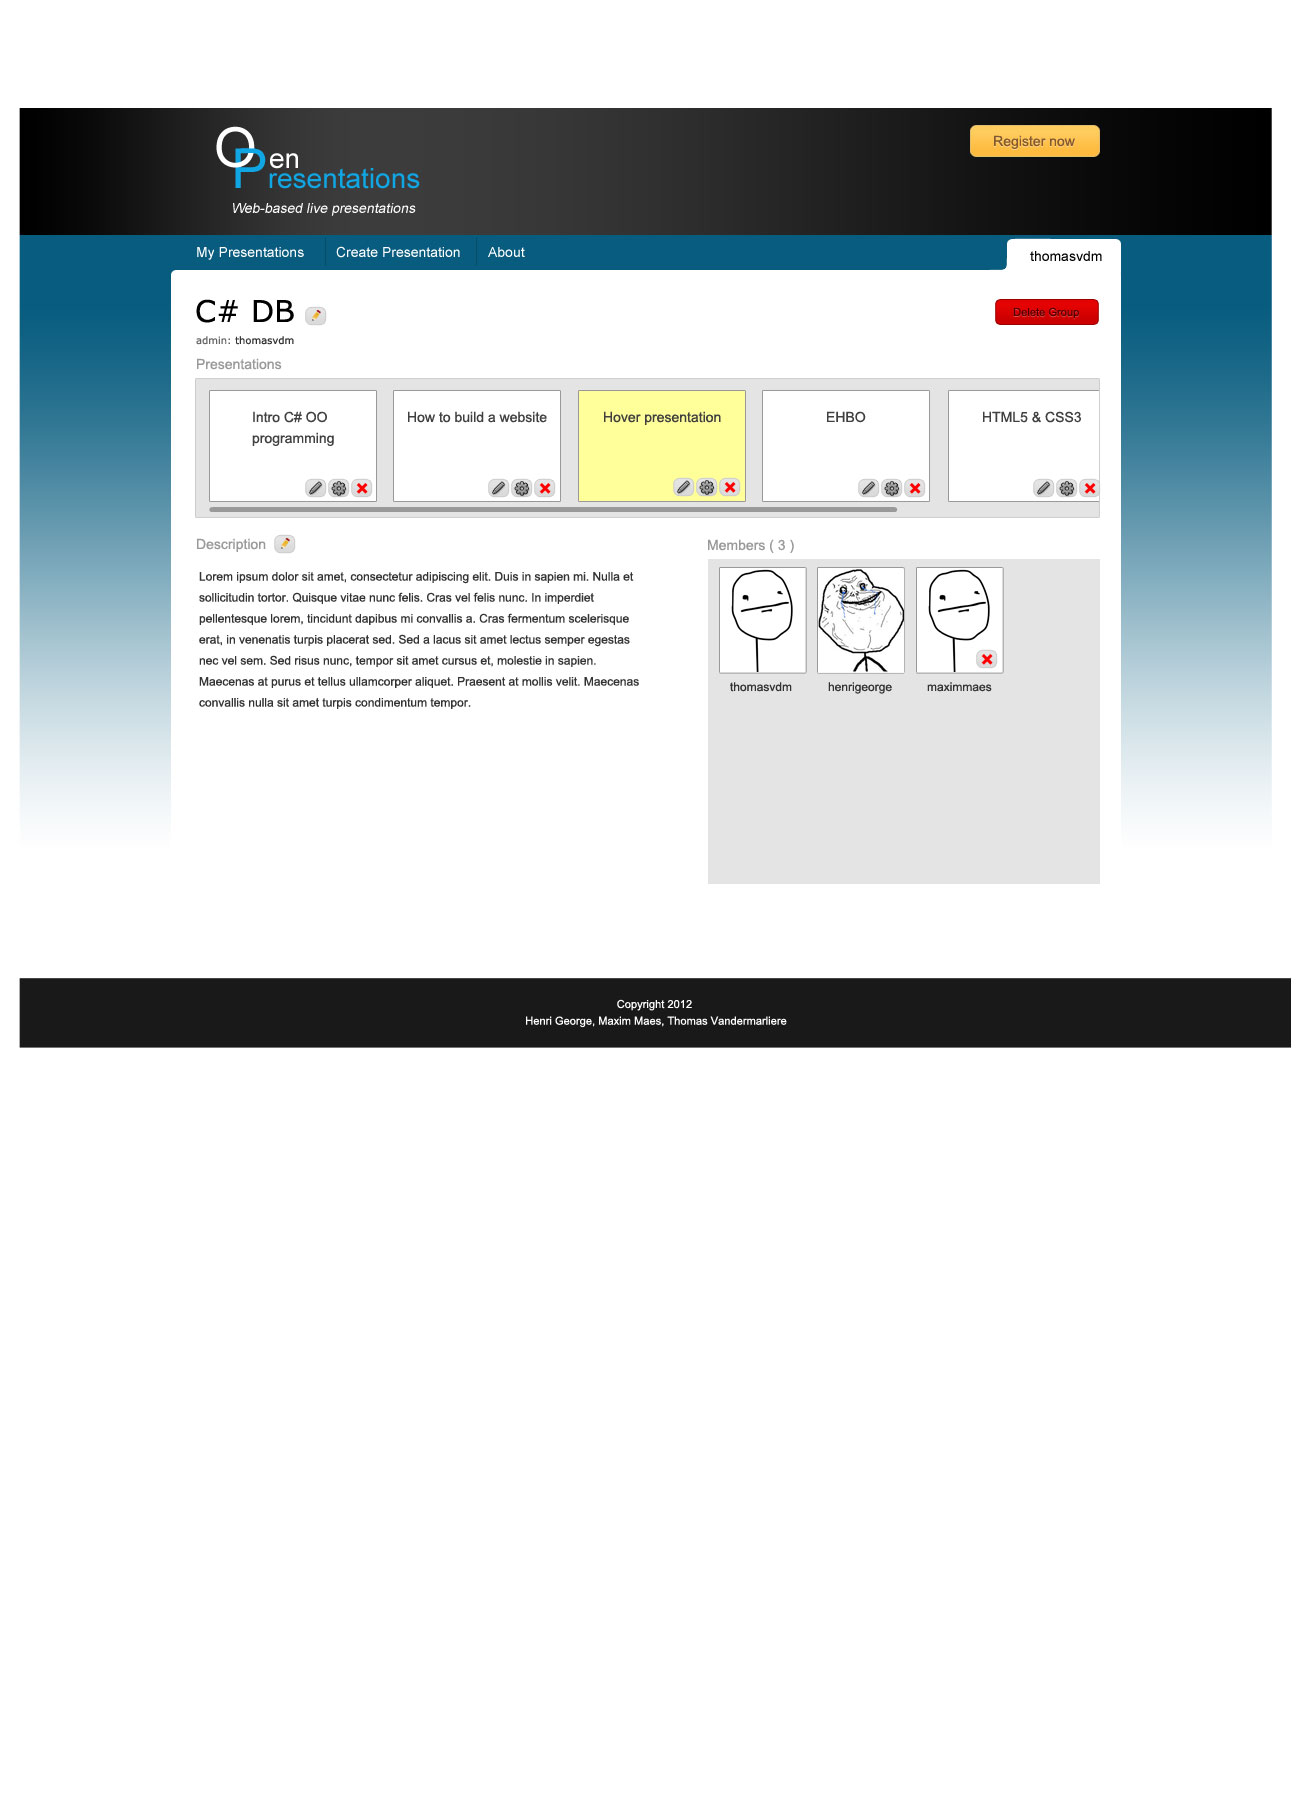 Open
Presentations
Web-based live presentations
Register now
My Presentations
Create Presentation
About
thomasvdm
C# DB
Delete Group
admin: thomasvdm
Presentations
Intro C# OO
programming
How to build a website
Hover presentation
EHBO
HTML5 & CSS3
Description
Lorem ipsum dolor sit amet, consectetur adipiscing elit. Duis in sapien mi. Nulla et
sollicitudin tortor. Quisque vitae nunc felis. Cras vel felis nunc. In imperdiet
pellentesque lorem, tincidunt dapibus mi convallis a. Cras fermentum scelerisque
erat, in venenatis turpis placerat sed. Sed a lacus sit amet lectus semper egestas
nec vel sem. Sed risus nunc, tempor sit amet cursus et, molestie in sapien.
Maecenas at purus et tellus ullamcorper aliquet. Praesent at mollis velit. Maecenas
convallis nulla sit amet turpis condimentum tempor.
Members ( 3 )
thomasvdm
henrigeorge
maximmaes
Copyright 2012
Henri George, Maxim Maes, Thomas Vandermarliere